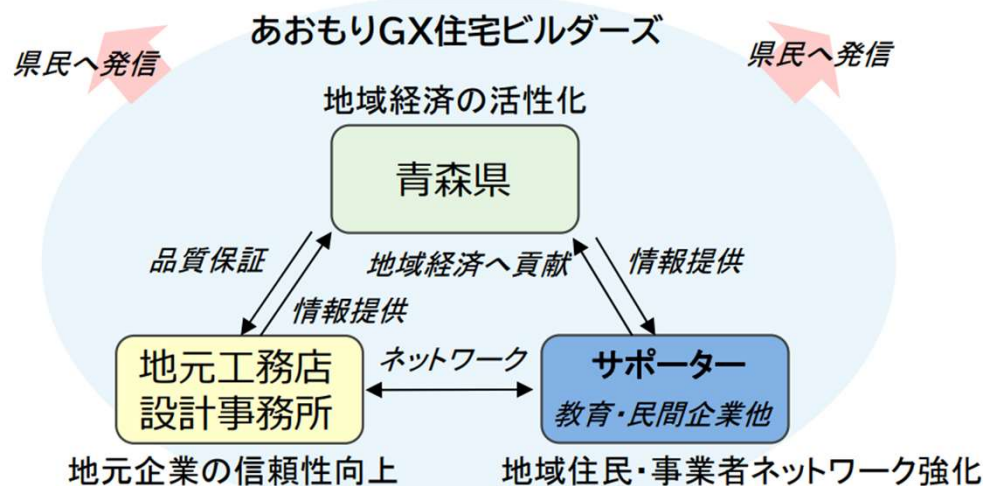 あおもりGX住宅ビルダーズ
県民へ発信
県民へ発信
地域経済の活性化
青森県
品質保証
地域経済へ貢献
情報提供
情報提供
地元工務店
設計事務所
ネットワーク
サポーター
教育・民間企業他
地元企業の信頼性向上
地域住民・事業者ネットワーク強化